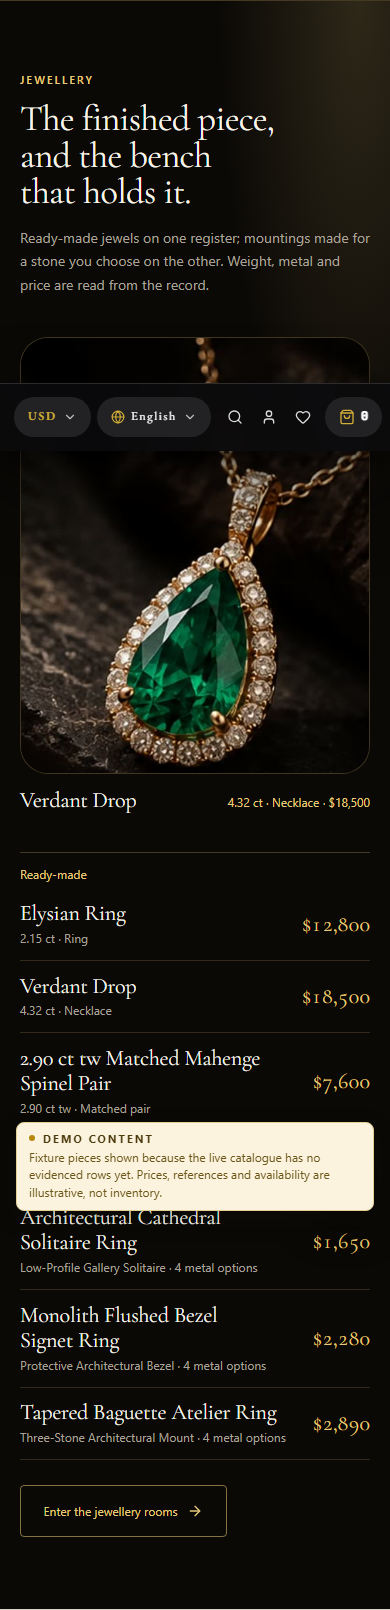 JEWELLERY
The finished piece,
and the bench
that holds it.
Ready-made jewels on one register; mountings made for
a stone you choose on the other. Weight, metal and
price are read from the record.
USD
English
0
Verdant Drop
4.32 ct · Necklace · $18,500
Ready-made
Elysian Ring
$12,800
2.15 ct · Ring
Verdant Drop
$18,500
4.32 ct · Necklace
2.90 ct tw Matched Mahenge
Spinel Pair
$7,600
2.90 ct tw · Matched pair
DEMO CONTENT
Fixture pieces shown because the live catalogue has no
evidenced rows yet. Prices, references and availability are
illustrative, not inventory.
Architectural Cathedral
Solitaire Ring
$1,650
Low-Profile Gallery Solitaire · 4 metal options
Monolith Flushed Bezel
Signet Ring
$2,280
Protective Architectural Bezel · 4 metal options
Tapered Baguette Atelier Ring
$2,890
Three-Stone Architectural Mount · 4 metal options
Enter the jewellery rooms